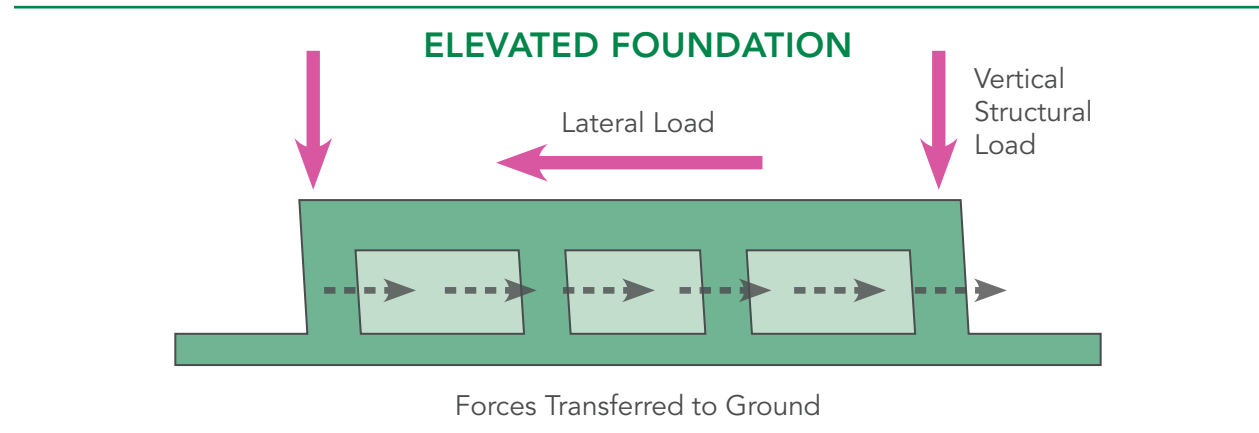 ELEVATED FOUNDATION
Vertical
Structural
Load
Lateral Load
Forces Transferred to Ground